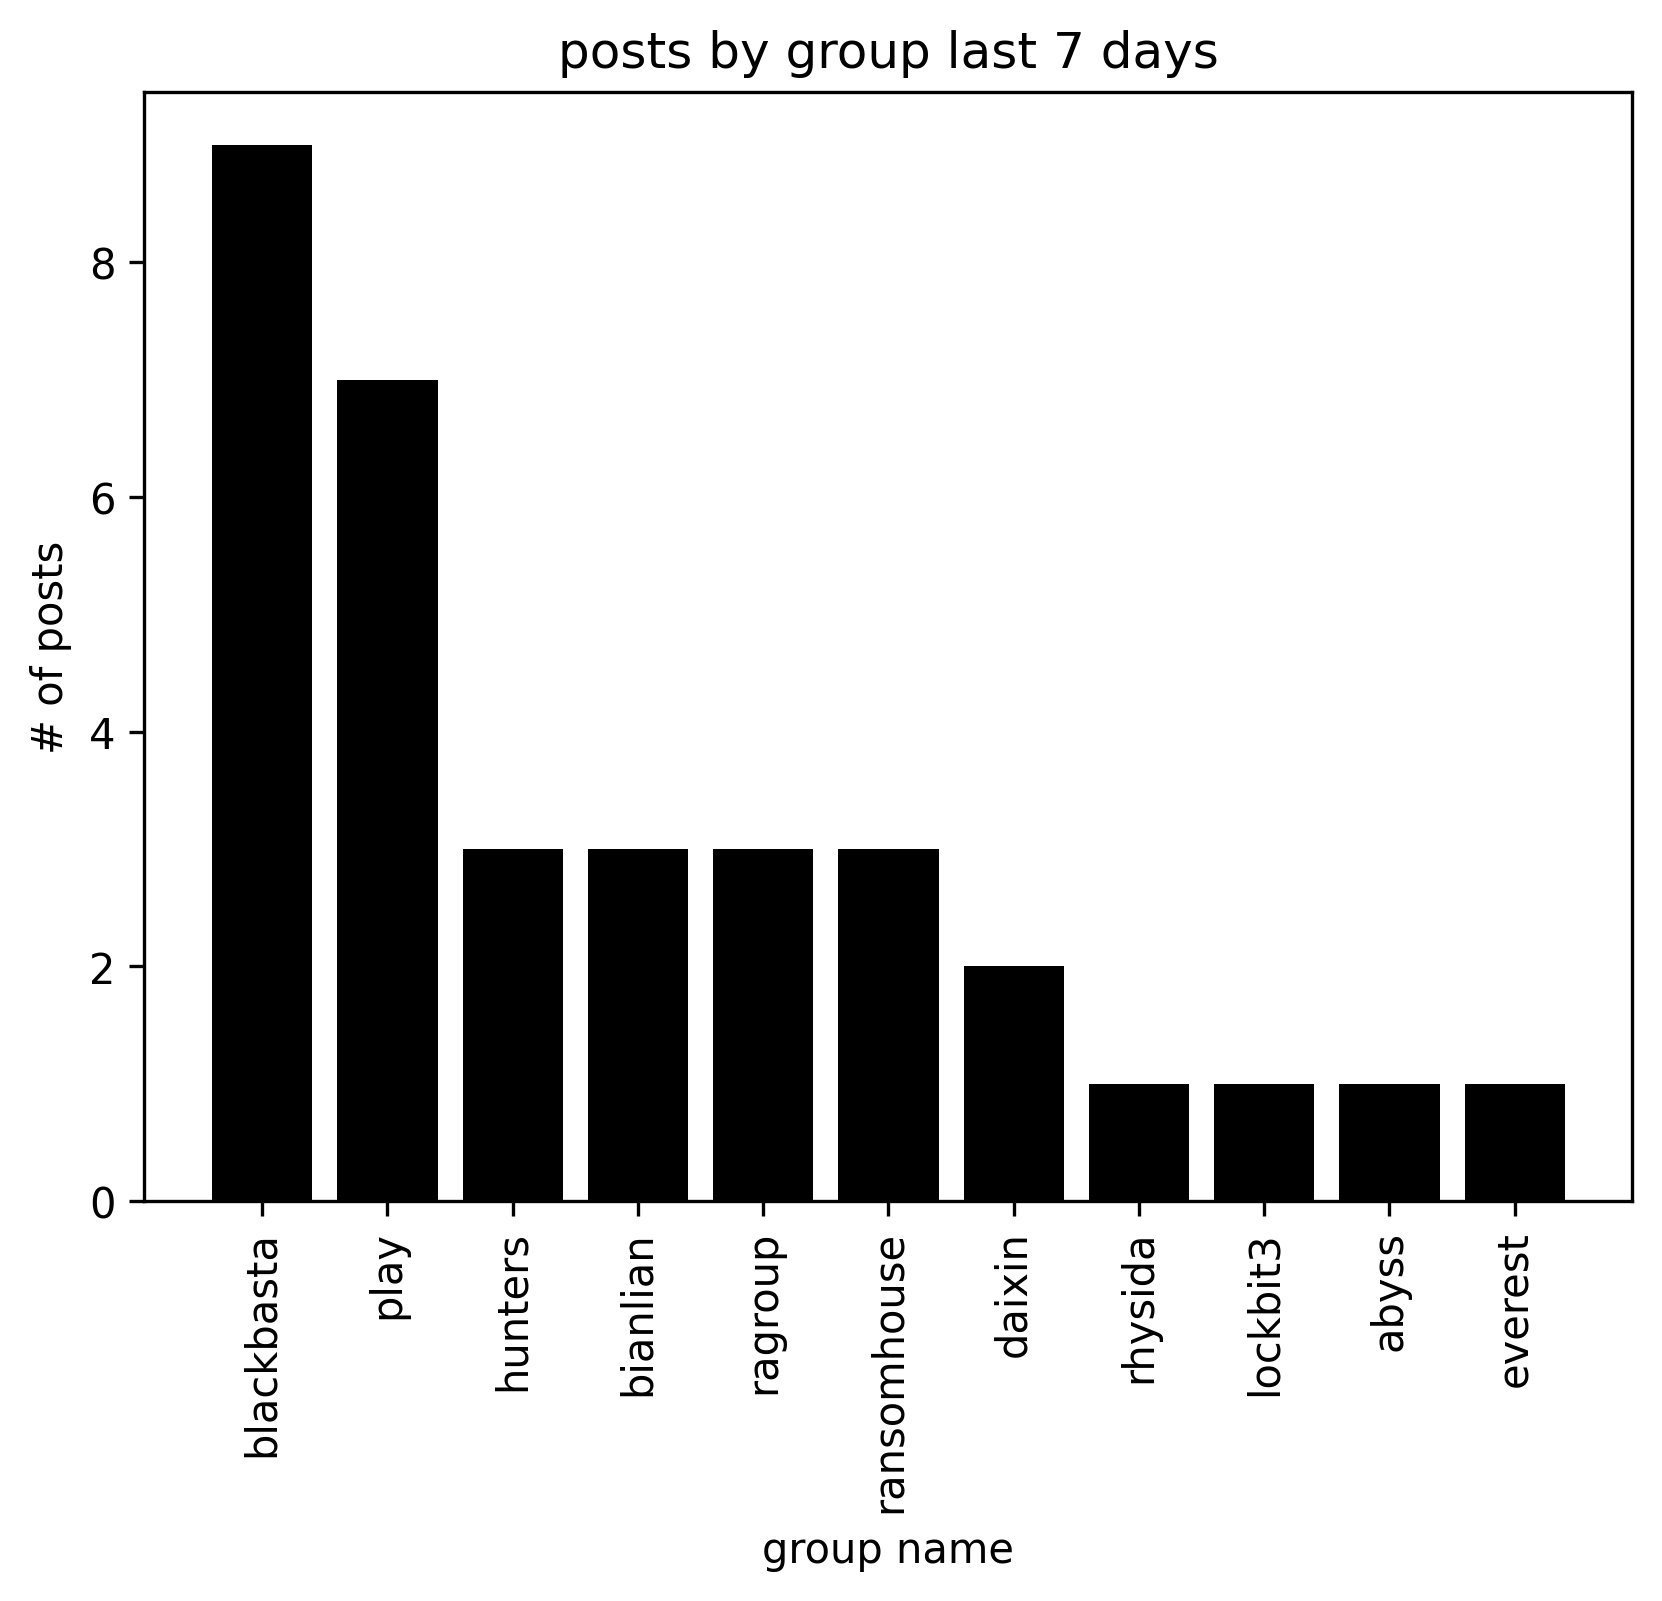 posts by group last 7 days
# of posts
8
6
4
2
0
blackbasta
play
hunters
bianlian
ragroup
ransomhouse
daixin
rhysida
lockbit3
abyss
everest
group name